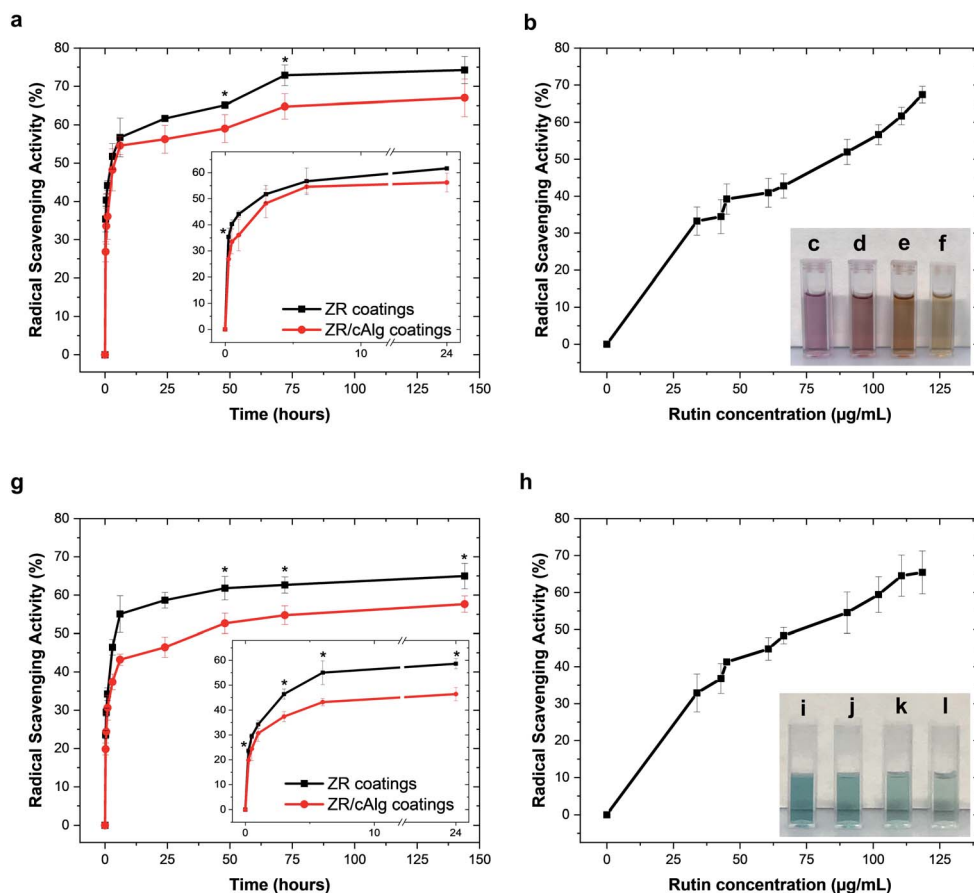 a
80
70
60
50
40
30
20
10
0
Radical Scavenging Activity (%)
*
*
0 25 50 75 100 125 150
Time (hours)
60
50
40
30
20
10
0
*
0 10 24
ZR coatings
ZR/cAlg coatings
b
80
70
60
50
40
30
20
10
0
Radical Scavenging Activity (%)
0 25 50 75 100 125
Rutin concentration (µg/mL)
c d e f
g
80
70
60
50
40
30
20
10
0
Radical Scavenging Activity (%)
* * *
0 25 50 75 100 125 150
Time (hours)
60
50
40
30
20
10
0
* * * *
0 10 24
ZR coatings
ZR/cAlg coatings
h
80
70
60
50
40
30
20
10
0
Radical Scavenging Activity (%)
0 25 50 75 100 125
Rutin concentration (µg/mL)
i j k l